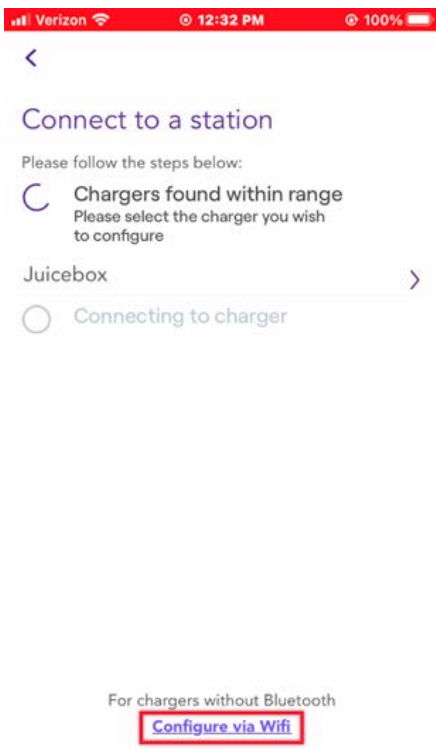 Verizon 12:32 PM 100%
Connect to a station
Please follow the steps below:
Chargers found within range
Please select the charger you wish
to configure
Juicebox
Connecting to charger
For chargers without Bluetooth
Configure via Wifi